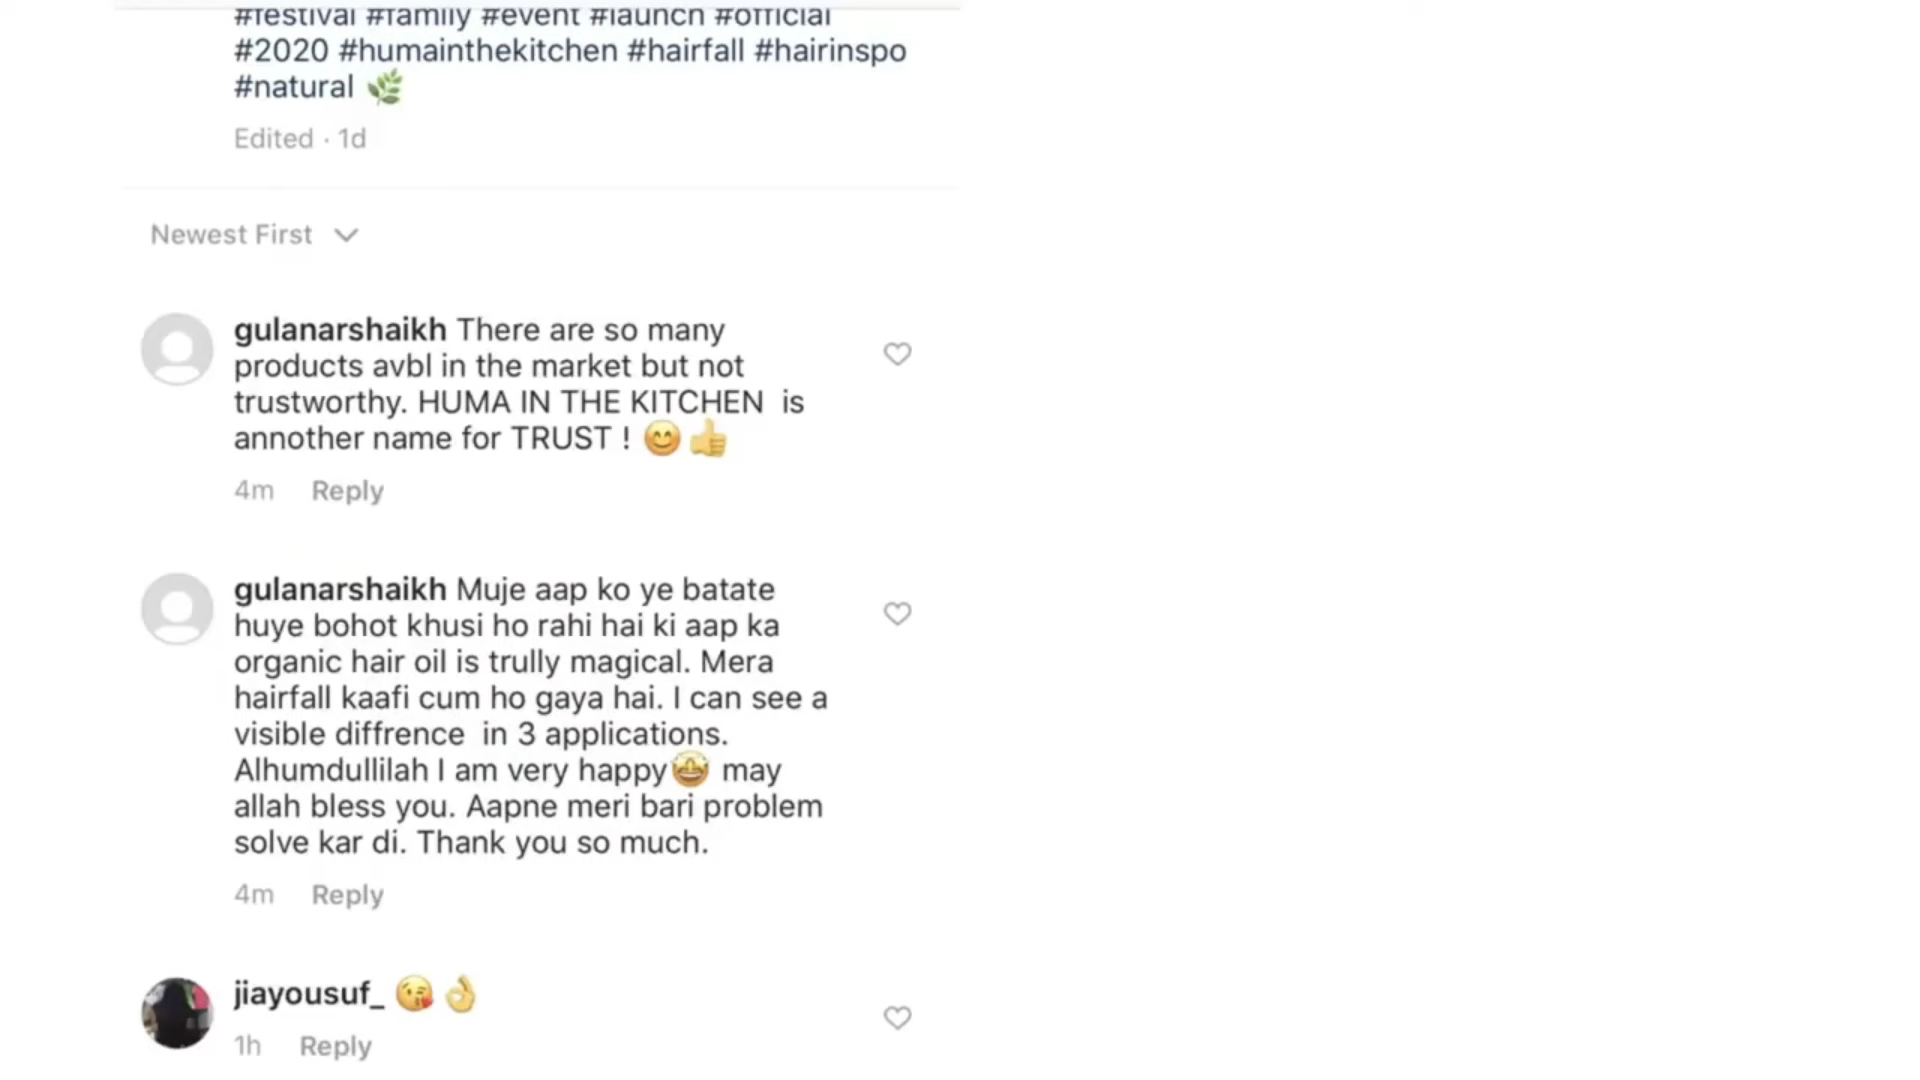 #festival #family #event #launch #official
#2020 #humainthekitchen #hairfall #hairinspo
#natural 🌿
Edited · 1d
Newest First
gulanarshaikh There are so many
products avbl in the market but not
trustworthy. HUMA IN THE KITCHEN is
annother name for TRUST ! 😊👍
4m Reply
gulanarshaikh Muje aap ko ye batate
huye bohot khusi ho rahi hai ki aap ka
organic hair oil is trully magical. Mera
hairfall kaafi cum ho gaya hai. I can see a
visible diffrence in 3 applications.
Alhumdullilah I am very happy🤩 may
allah bless you. Aapne meri bari problem
solve kar di. Thank you so much.
4m Reply
jiayousuf_ 😘👌
1h Reply